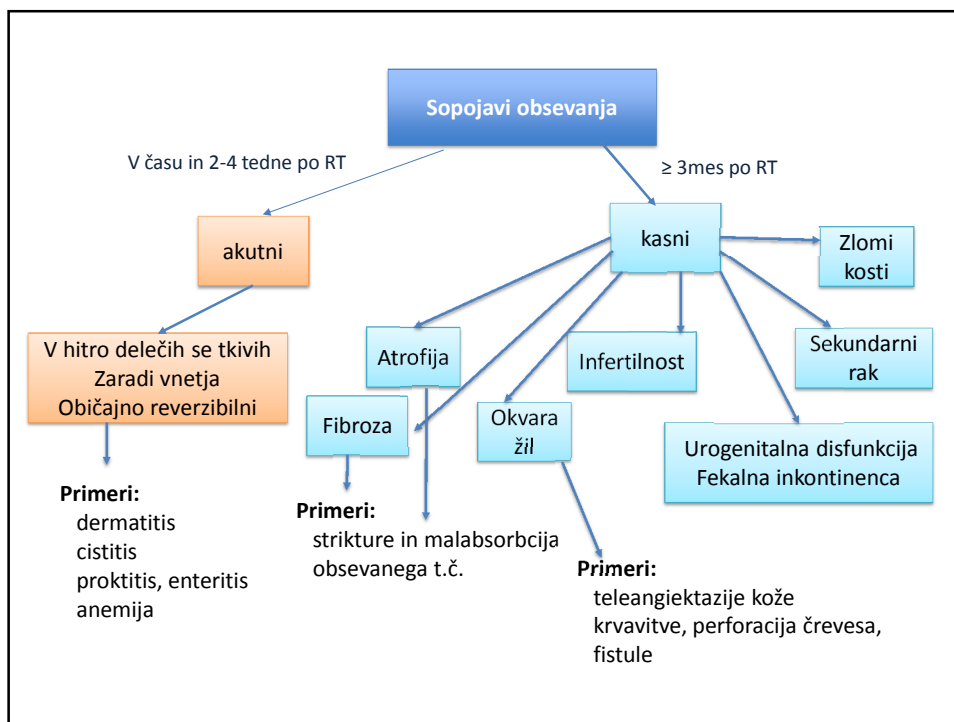 Sopojavi obsevanja
V času in 2-4 tedne po RT
≥ 3mes po RT
akutni
kasni
Zlomi
kosti
V hitro delečih se tkivih
Zaradi vnetja
Običajno reverzibilni
Atrofija
Infertilnost
Sekundarni
rak
Fibroza
Okvara
žil
Urogenitalna disfunkcija
Fekalna inkontinenca
Primeri:
dermatitis
cistitis
proktitis, enteritis
anemija
Primeri:
strikture in malabsorbcija
obsevanega t.č.
Primeri:
teleangiektazije kože
krvavitve, perforacija črevesa,
fistule